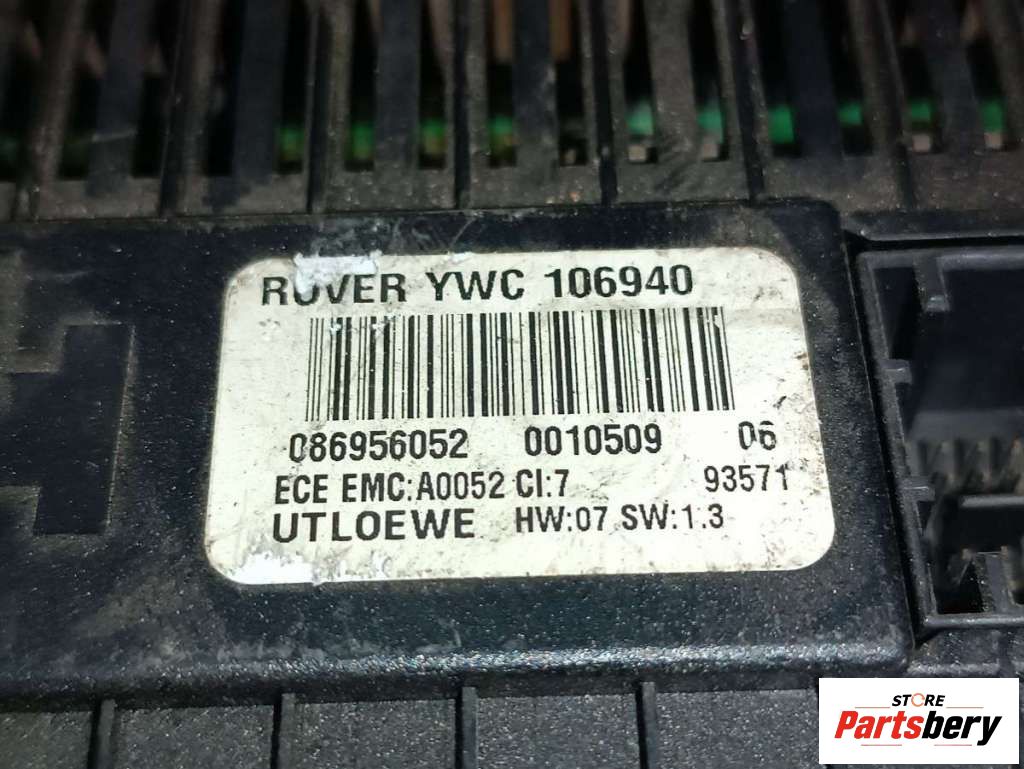 ROVER YWC 106940
086956052 0010509 06
ECE EMC:A0052 CI:7 93571
UTLOEWE HW:07 SW:1.3
STORE
Partsbery